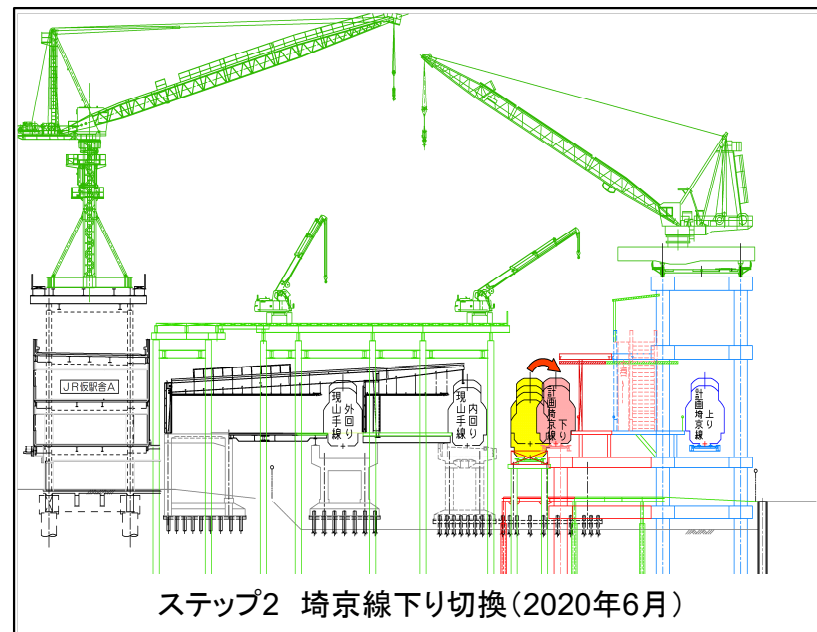 JR仮駅舎A
現山手線
外回り
現山手線
内回り
計画埼京線
下り
計画埼京線
上り
ステップ2 埼京線下り切換(2020年6月)